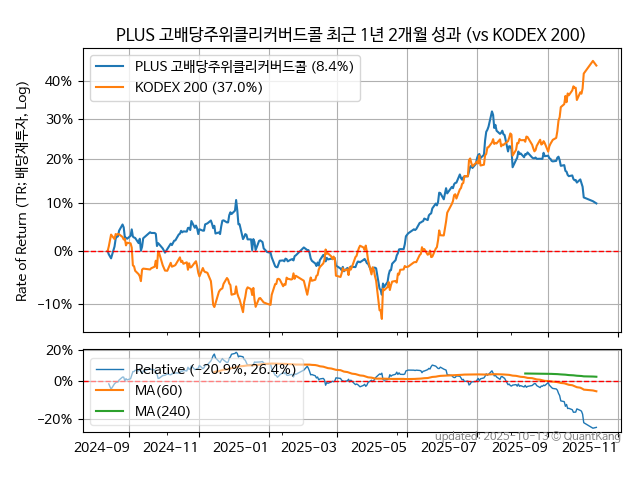 PLUS 고배당주위클리커버드콜 최근 1년 2개월 성과 (vs KODEX 200)
PLUS 고배당주위클리커버드콜 (8.4%)
KODEX 200 (37.0%)
Rate of Return (TR: 배당재투자, Log)
40%
30%
20%
10%
0%
−10%
20%
0%
−20%
Relative (−20.9%, 26.4%)
MA(60)
MA(240)
2024-09 2024-11 2025-01 2025-03 2025-05 2025-07 2025-09 2025-11
updated: 2025-10-13 © QuantKang